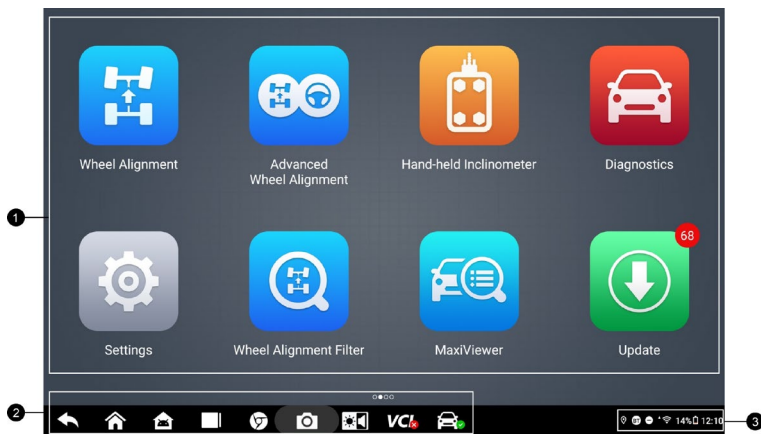 Wheel Alignment
Advanced
Wheel Alignment
Hand-held Inclinometer
Diagnostics
1
68
Settings
Wheel Alignment Filter
MaxiViewer
Update
2
VCI
BT
14% 12:10
3